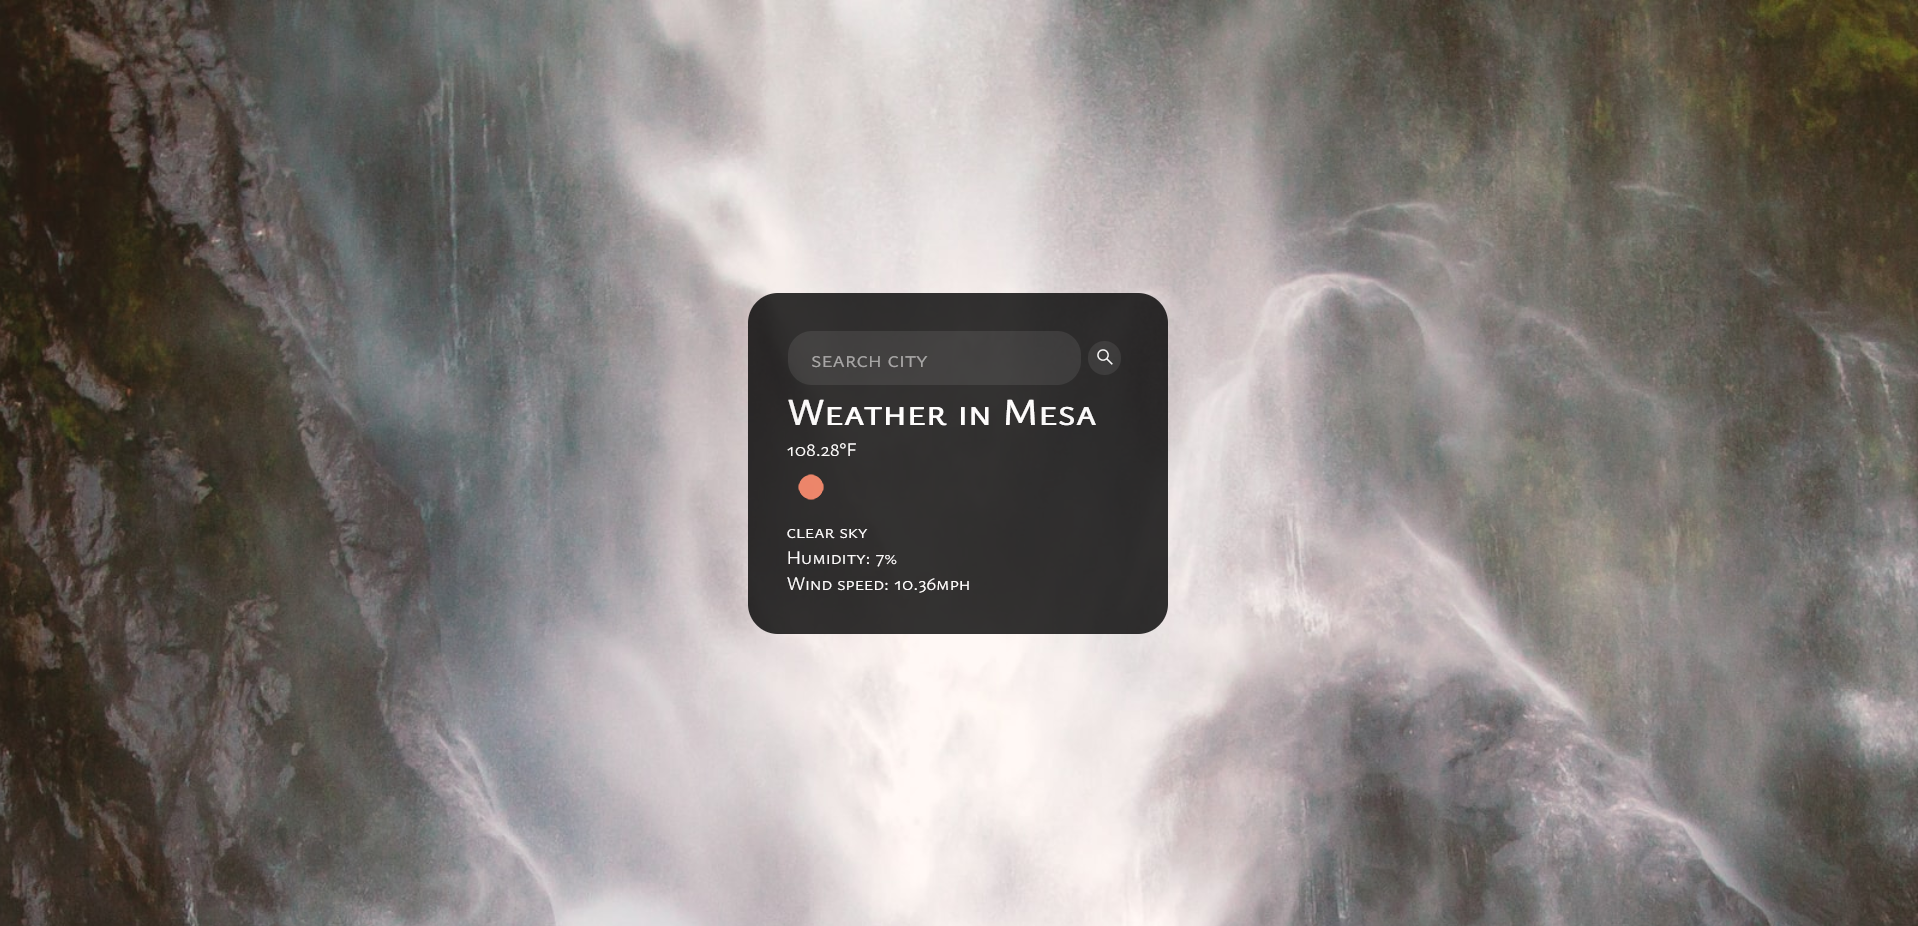 SEARCH CITY
Weather in Mesa
108.28°F
clear sky
Humidity: 7%
Wind speed: 10.36mph